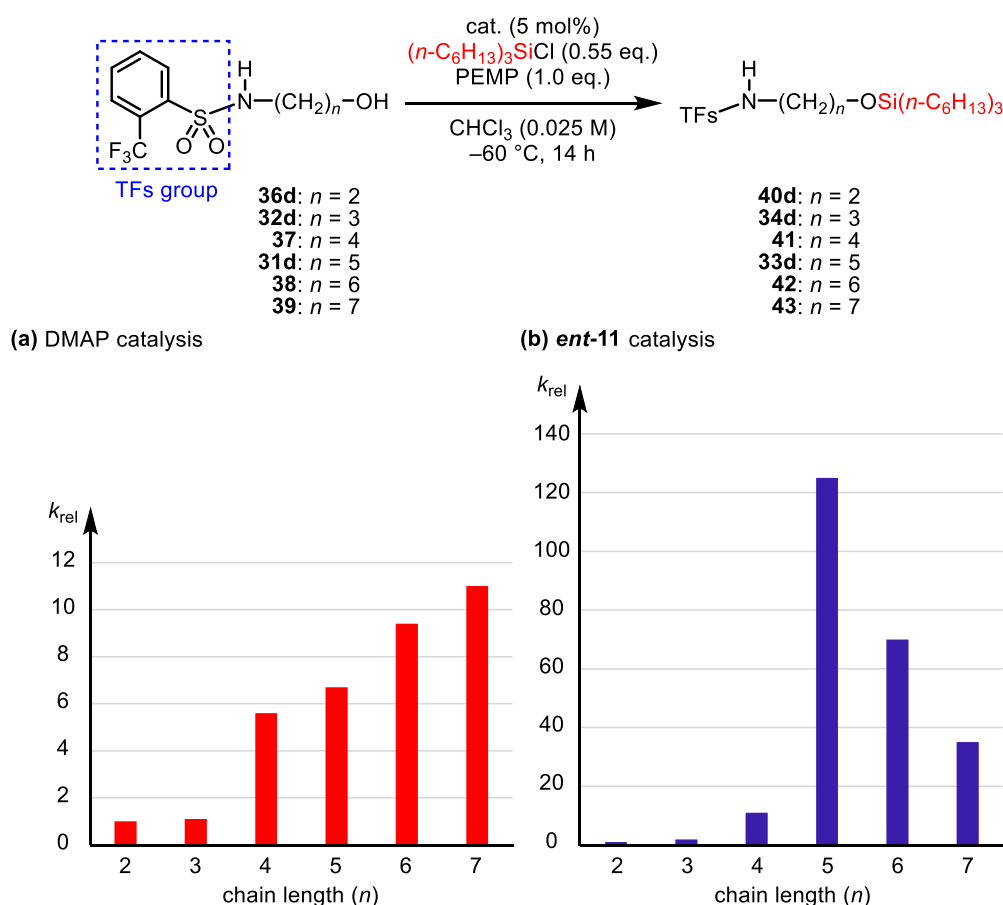 cat. (5 mol%)
(n-C6H13)3SiCl (0.55 eq.)
PEMP (1.0 eq.)
CHCl3 (0.025 M)
–60 °C, 14 h
H
N
(CH2)n
OH
S
O
O
F3C
TFs group
H
N
TFs
(CH2)n
OSi(n-C6H13)3
36d: n = 2
32d: n = 3
37: n = 4
31d: n = 5
38: n = 6
39: n = 7
40d: n = 2
34d: n = 3
41: n = 4
33d: n = 5
42: n = 6
43: n = 7
(a) DMAP catalysis
(b) ent-11 catalysis
krel
12
10
8
6
4
2
0
2 3 4 5 6 7
chain length (n)
krel
140
120
100
80
60
40
20
0
2 3 4 5 6 7
chain length (n)